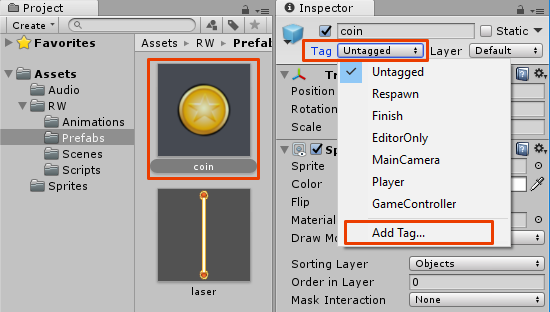 Project
Create
Favorites
Assets
Audio
RW
Animations
Prefabs
Scenes
Scripts
Sprites
Assets RW Prefab
coin
laser
Inspector
coin Static
Tag Untagged Layer Default
Untagged
Respawn
Finish
EditorOnly
MainCamera
Player
GameController
Add Tag...
Tr
Position
Rotation
Scale
Sp
Sprite
Color
Flip
Material
Draw Mo
Sorting Layer Objects
Order in Layer 0
Mask Interaction None